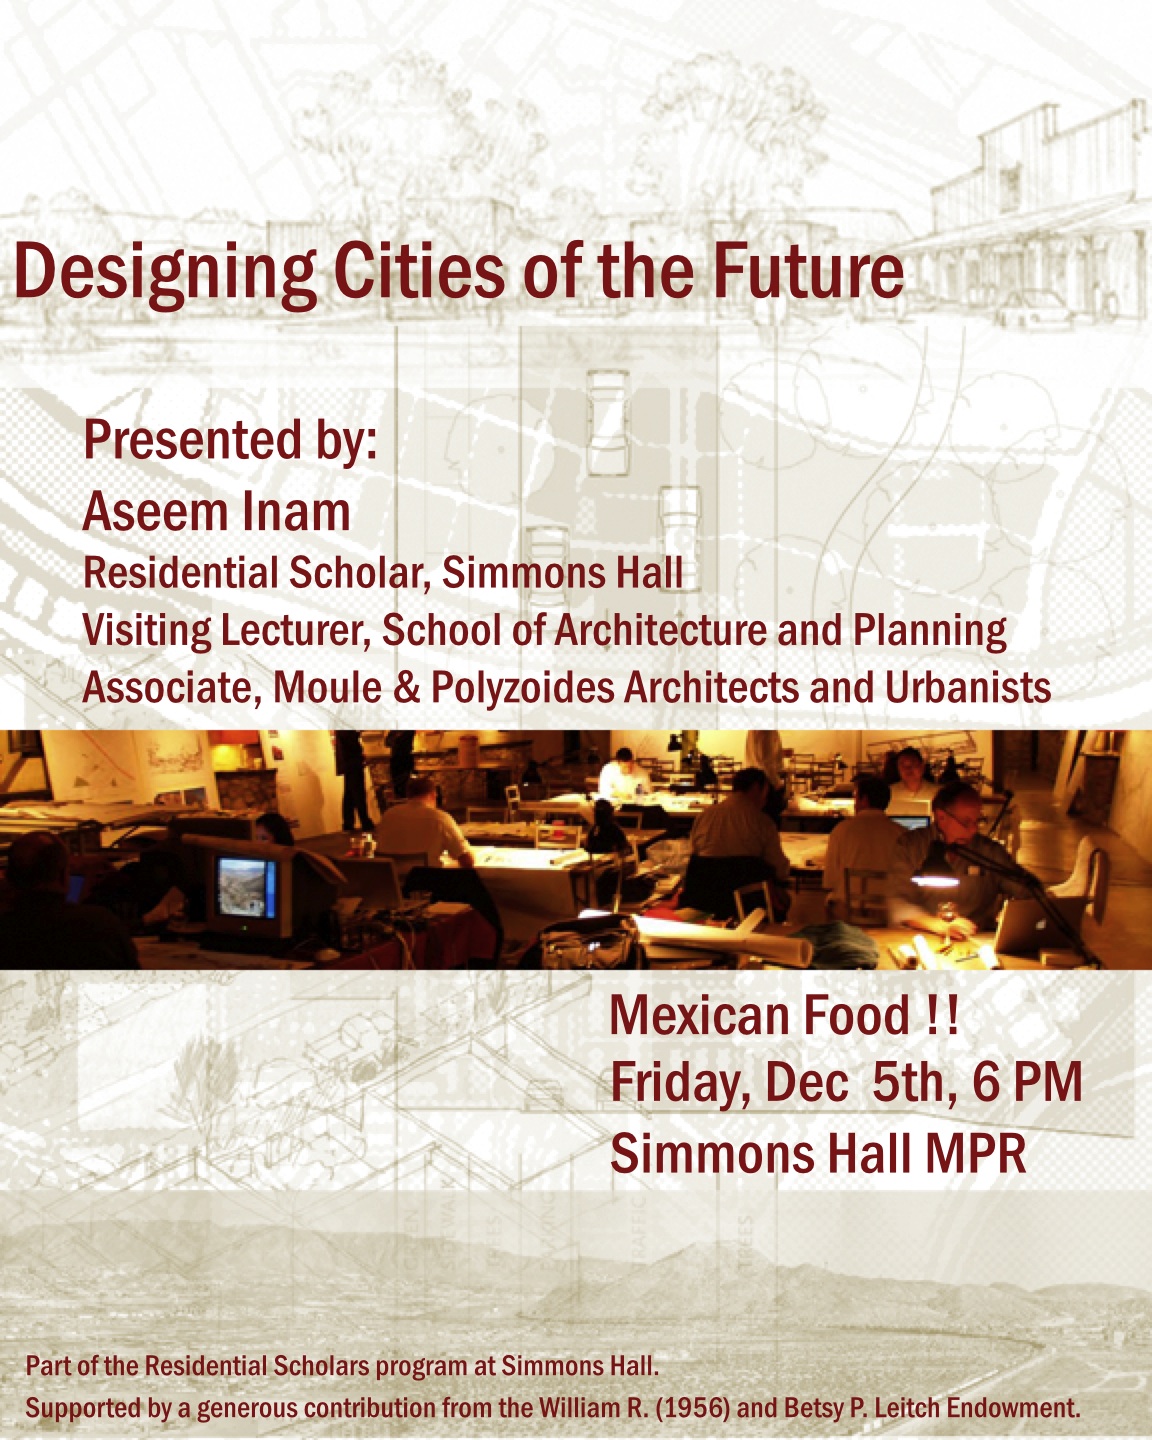 Designing Cities of the Future
Presented by:
Aseem Inam
Residential Scholar, Simmons Hall
Visiting Lecturer, School of Architecture and Planning
Associate, Moule & Polyzoides Architects and Urbanists
Mexican Food !!
Friday, Dec 5th, 6 PM
Simmons Hall MPR
TRAFFIC
TREES
Part of the Residential Scholars program at Simmons Hall.
Supported by a generous contribution from the William R. (1956) and Betsy P. Leitch Endowment.